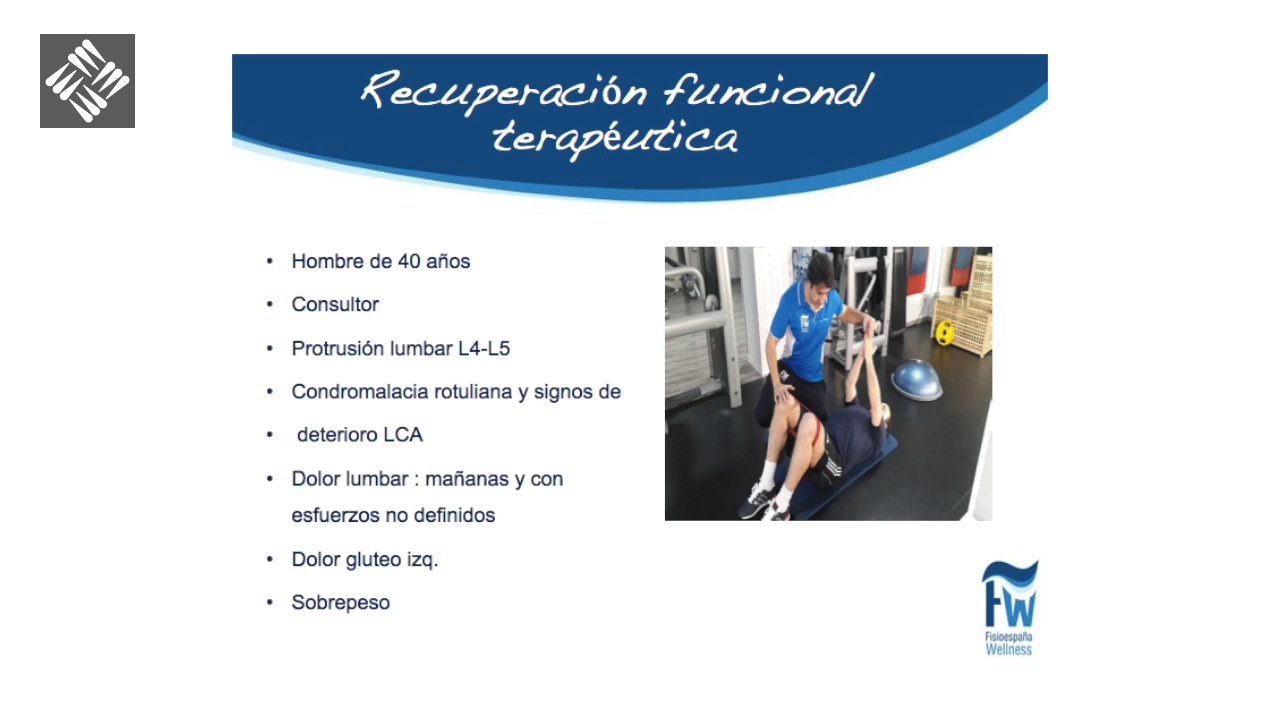 Recuperación funcional
terapéutica
• Hombre de 40 años
• Consultor
• Protrusión lumbar L4-L5
• Condromalacia rotuliana y signos de
• deterioro LCA
• Dolor lumbar : mañanas y con
esfuerzos no definidos
• Dolor gluteo izq.
• Sobrepeso
FW
Fisioespaña
Wellness